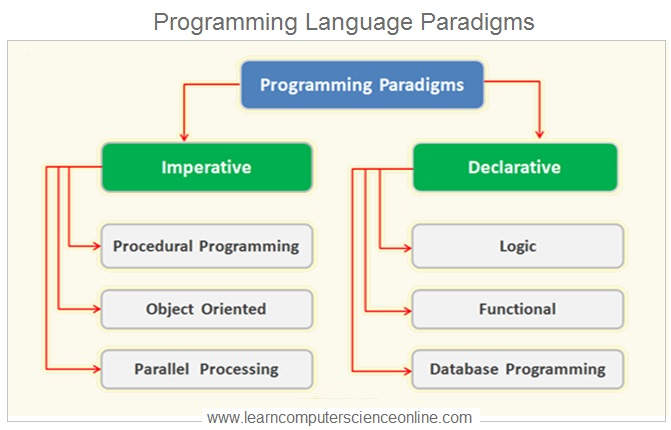 Programming Language Paradigms
Programming Paradigms
Imperative
Declarative
Procedural Programming
Logic
Object Oriented
Functional
Parallel Processing
Database Programming
www.learncomputerscienceonline.com